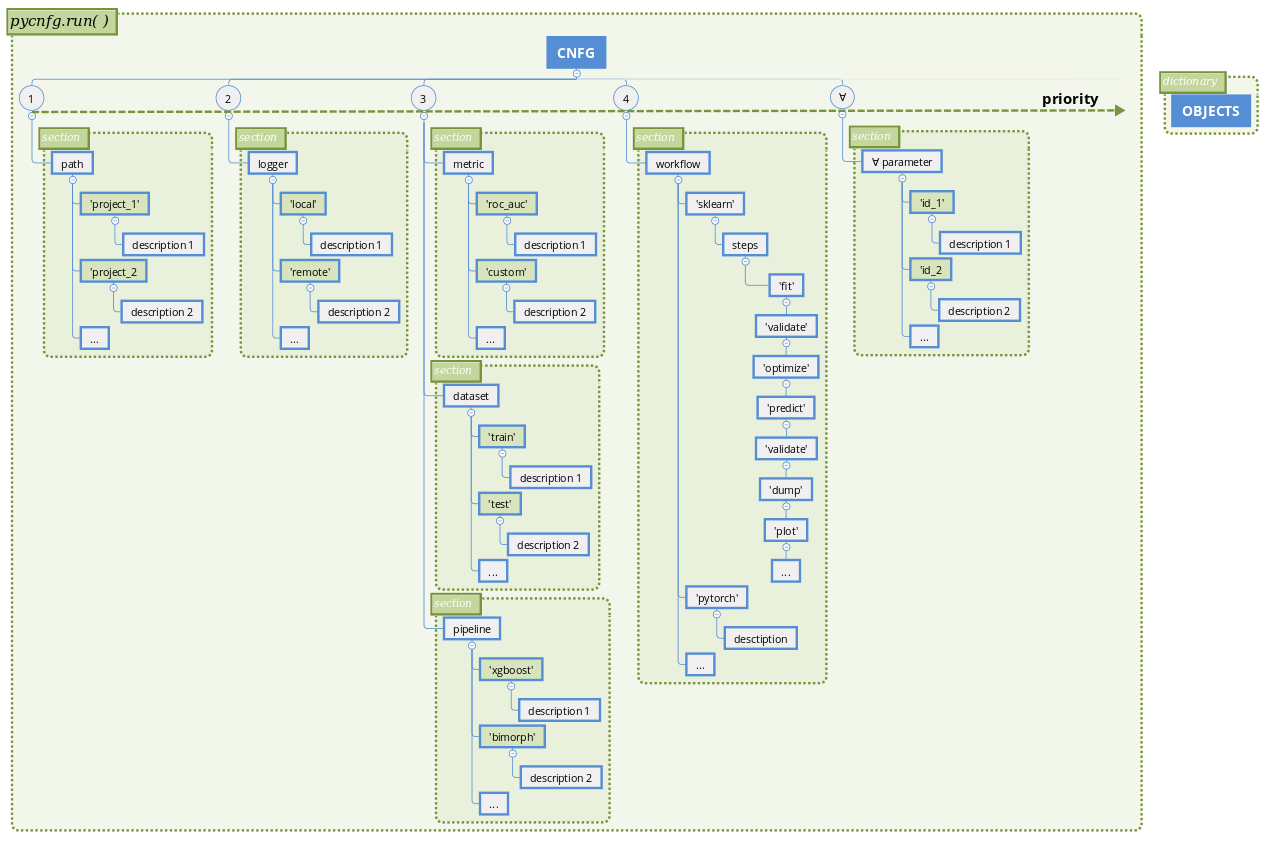 pycnfg.run( )
CNFG
1
2
3
4
∀
priority
dictionary
OBJECTS
section
path
'project_1'
description 1
'project_2
description 2
...
section
logger
'local'
description 1
'remote'
description 2
...
section
metric
'roc_auc'
description 1
'custom'
description 2
...
section
dataset
'train'
description 1
'test'
description 2
...
section
pipeline
'xgboost'
description 1
'bimorph'
description 2
...
section
workflow
'sklearn'
steps
'fit'
'validate'
'optimize'
'predict'
'validate'
'dump'
'plot'
...
'pytorch'
desctiption
...
section
∀ parameter
'id_1'
description 1
'id_2
description 2
...